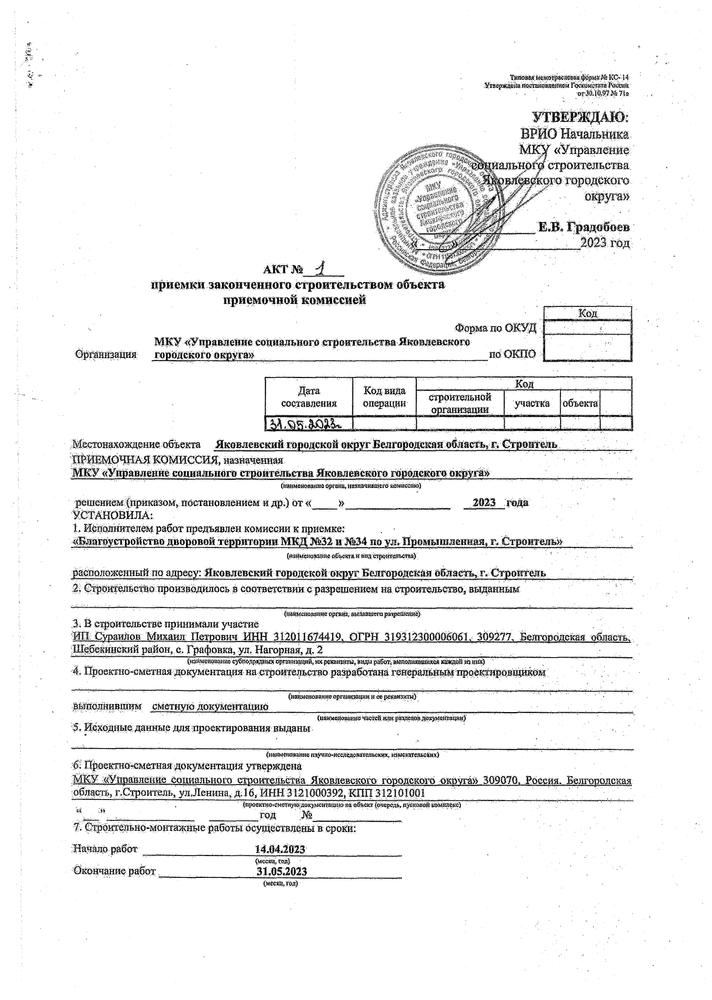 Типовая межотраслевая форма № КС-14
Утверждена постановлением Госкомстата России
от 30.10.97 № 71а
УТВЕРЖДАЮ:
ВРИО Начальника
МКУ «Управление
социального строительства
Яковлевского городского
округа»
Е.В. Градобоев
«____»____ 2023 год
МКУ
«Управление
социального
строительства
Яковлевского
городского
АКТ № 1
приемки законченного строительством объекта
приемочной комиссией
Код
Форма по ОКУД
МКУ «Управление социального строительства Яковлевского
Организация городского округа» по ОКПО
Дата составления Код вида операции Код
строительной организации участка объекта
31.05.2023г.
Местонахождение объекта Яковлевский городской округ Белгородская область, г. Строитель
ПРИЕМОЧНАЯ КОМИССИЯ, назначенная
МКУ «Управление социального строительства Яковлевского городского округа»
(наименование органа, назначившего комиссию)
решением (приказом, постановлением и др.) от «____»____ 2023 года
УСТАНОВИЛА:
1. Исполнителем работ предъявлен комиссии к приемке:
«Благоустройство дворовой территории МКД №32 и №34 по ул. Промышленная, г. Строитель»
(наименование объекта и вид строительства)
расположенный по адресу: Яковлевский городской округ Белгородская область, г. Строитель
2. Строительство производилось в соответствии с разрешением на строительство, выданным
(наименование органа, выдавшего разрешение)
3. В строительстве принимали участие
ИП Сураилов Михаил Петрович ИНН 312011674419, ОГРН 319312300006061, 309277, Белгородская область,
Шебекинский район, с. Графовка, ул. Нагорная, д. 2
(наименование субподрядных организаций, их реквизиты, виды работ, выполнявшихся каждой из них)
4. Проектно-сметная документация на строительство разработана генеральным проектировщиком
(наименование организации и ее реквизиты)
выполнившим сметную документацию
(наименование частей или разделов документации)
5. Исходные данные для проектирования выданы
(наименование научно-исследовательских, изыскательских)
6. Проектно-сметная документация утверждена
МКУ «Управление социального строительства Яковлевского городского округа» 309070, Россия, Белгородская
область, г.Строитель, ул.Ленина, д.16, ИНН 3121000392, КПП 312101001
(проектно-сметную документацию на объект (очередь, пусковой комплекс)
"__" ____ ____ год № ____
7. Строительно-монтажные работы осуществлены в сроки:
Начало работ 14.04.2023
(месяц, год)
Окончание работ 31.05.2023
(месяц, год)